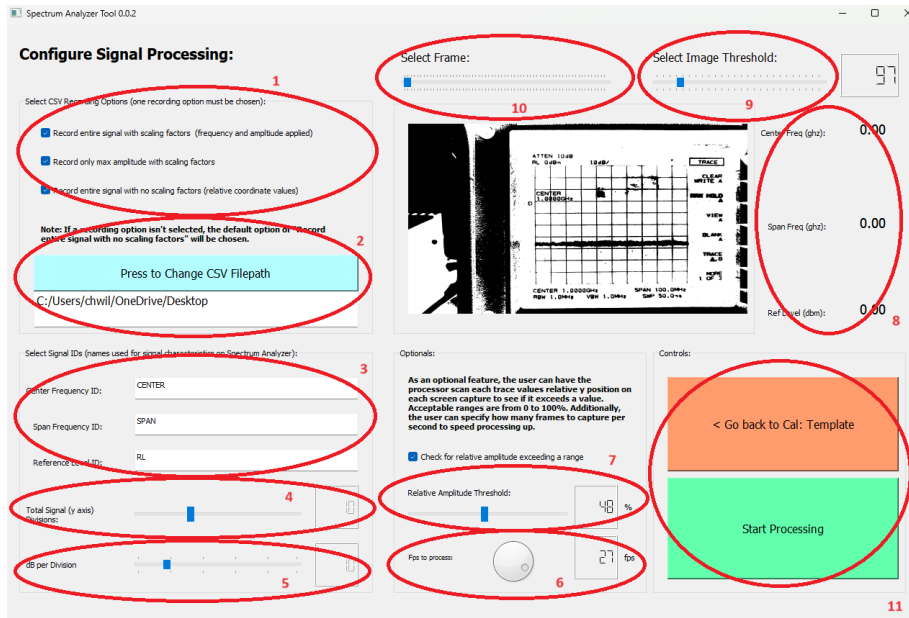 Spectrum Analyzer Tool 0.0.2
Configure Signal Processing:
1
Select CSV Recording Options (one recording option must be chosen):
Record entire signal with scaling factors (frequency and amplitiude applied)
Record only max amplitude with scaling factors
Record entire signal with no scaling factors (relative coordinate values)
Note: If a recording option isn't selected, the default option of "Record
entire signal with no scaling factors" will be chosen.
2
Press to Change CSV Filepath
C:/Users/chwil/OneDrive/Desktop
Select Frame:
10
Select Image Threshold:
97
9
ATTEN 10dB
RL 0dBm 10dB/
TRACE
CLEAR
WRITE A
CENTER
1.0000GHz
MAX HOLD
A
D
VIEW
A
BLANK
A
TRACE
A B
MORE
1 OF 3
CENTER 1.0000GHz SPAN 100.0MHz
RBW 1.0MHz VBW 1.0MHz SWP 50.0ms
Center Freq (ghz): 0.00
Span Freq (ghz): 0.00
Ref Level (dbm): 0.00
8
Select Signal IDs (names used for signal characteristics on Spectrum Analyzer):
3
Center Frequency ID: CENTER
Span Frequency ID: SPAN
Reference Level ID: RL
4
Total Signal (y axis)
Divisions:
10
dB per Division
10
5
Optionals:
As an optional feature, the user can have the
processor scan each trace values relative y position on
each screen capture to see if it exceeds a value.
Acceptable ranges are from 0 to 100%. Additionally,
the user can specify how many frames to capture per
second to speed processing up.
Check for relative amplitude exceeding a range
7
Relative Amplitude Threshold:
48 %
Fps to process:
27 fps
6
Controls:
< Go back to Cal: Template
Start Processing
11